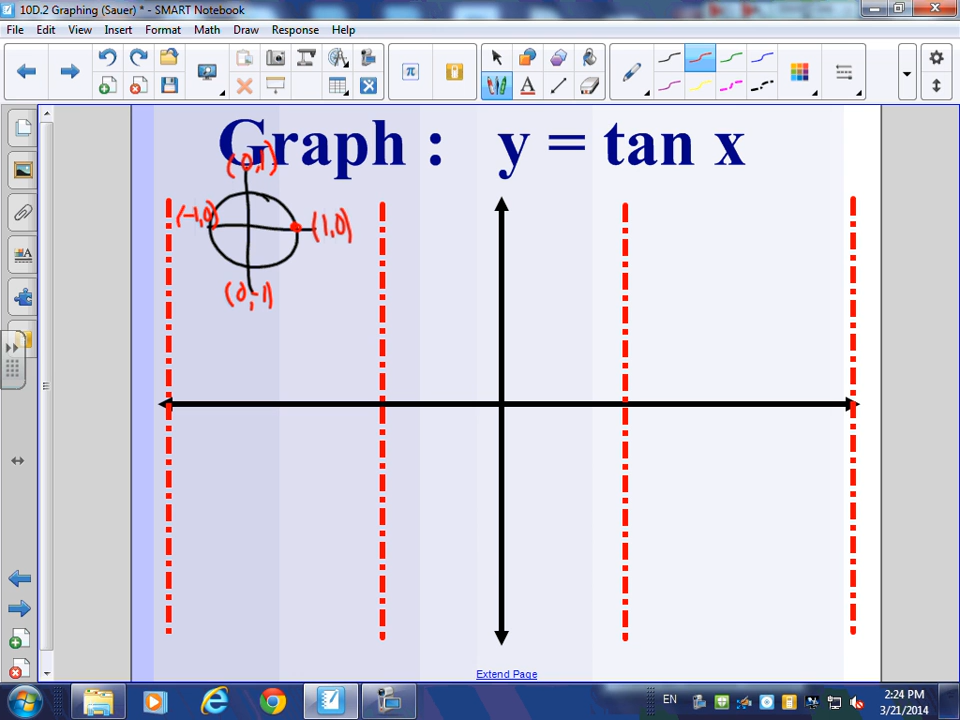 10D.2 Graphing (Sauer) * - SMART Notebook
File Edit View Insert Format Math Draw Response Help
Graph : y = tan x
(0,1)
(-1,0)
(1,0)
(0,-1)
Extend Page
EN
2:24 PM
3/21/2014